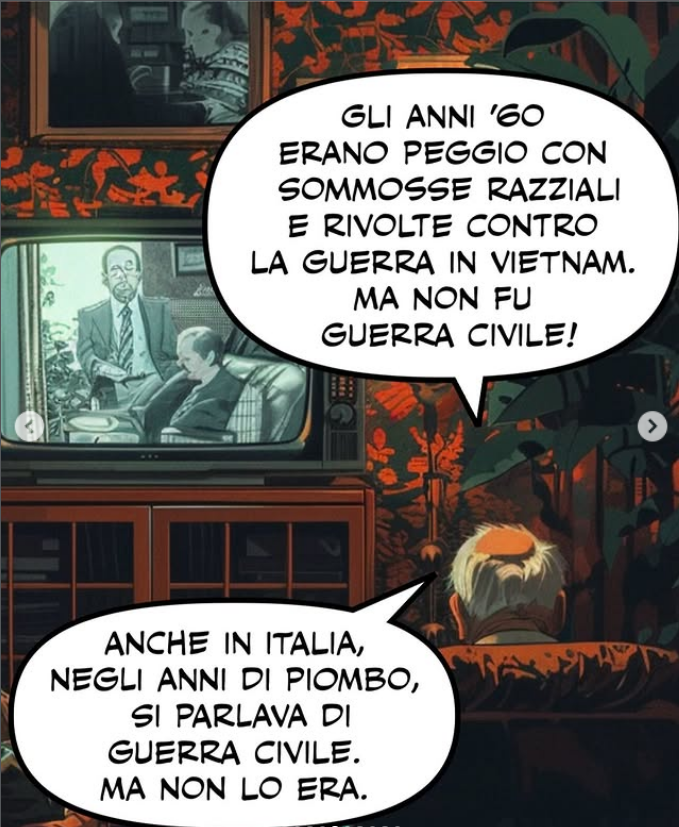 GLI ANNI '60
ERANO PEGGIO CON
SOMMOSSE RAZZIALI
E RIVOLTE CONTRO
LA GUERRA IN VIETNAM.
MA NON FU
GUERRA CIVILE!
ANCHE IN ITALIA,
NEGLI ANNI DI PIOMBO,
SI PARLAVA DI
GUERRA CIVILE.
MA NON LO ERA.